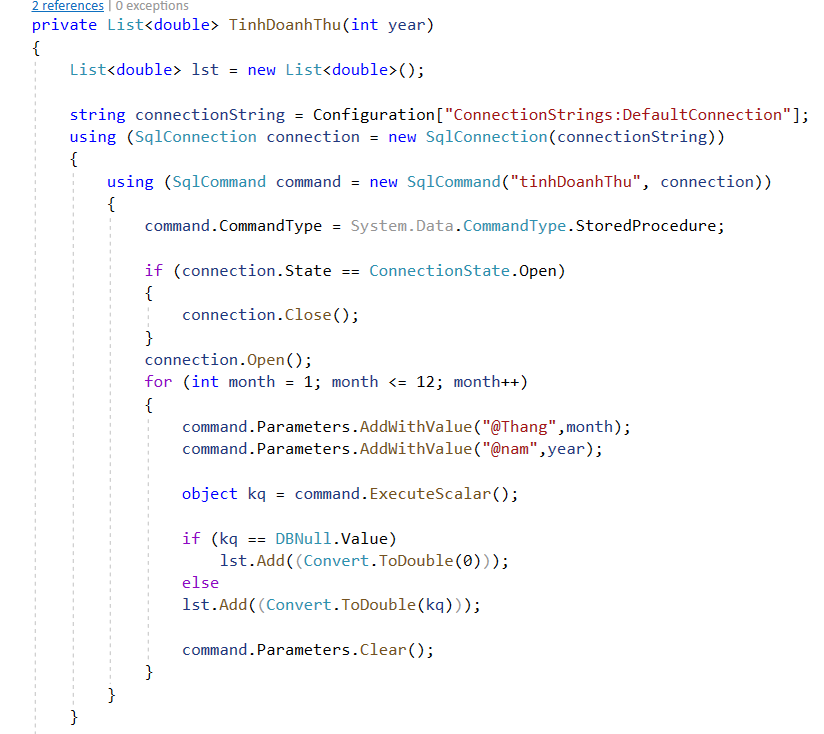 2 references | 0 exceptions
private List<double> TinhDoanhThu(int year)
{
List<double> lst = new List<double>();
string connectionString = Configuration["ConnectionStrings:DefaultConnection"];
using (SqlConnection connection = new SqlConnection(connectionString))
{
using (SqlCommand command = new SqlCommand("tinhDoanhThu", connection))
{
command.CommandType = System.Data.CommandType.StoredProcedure;
if (connection.State == ConnectionState.Open)
{
connection.Close();
}
connection.Open();
for (int month = 1; month <= 12; month++)
{
command.Parameters.AddWithValue("@Thang",month);
command.Parameters.AddWithValue("@nam",year);
object kq = command.ExecuteScalar();
if (kq == DBNull.Value)
lst.Add((Convert.ToDouble(0)));
else
lst.Add((Convert.ToDouble(kq)));
command.Parameters.Clear();
}
}
}